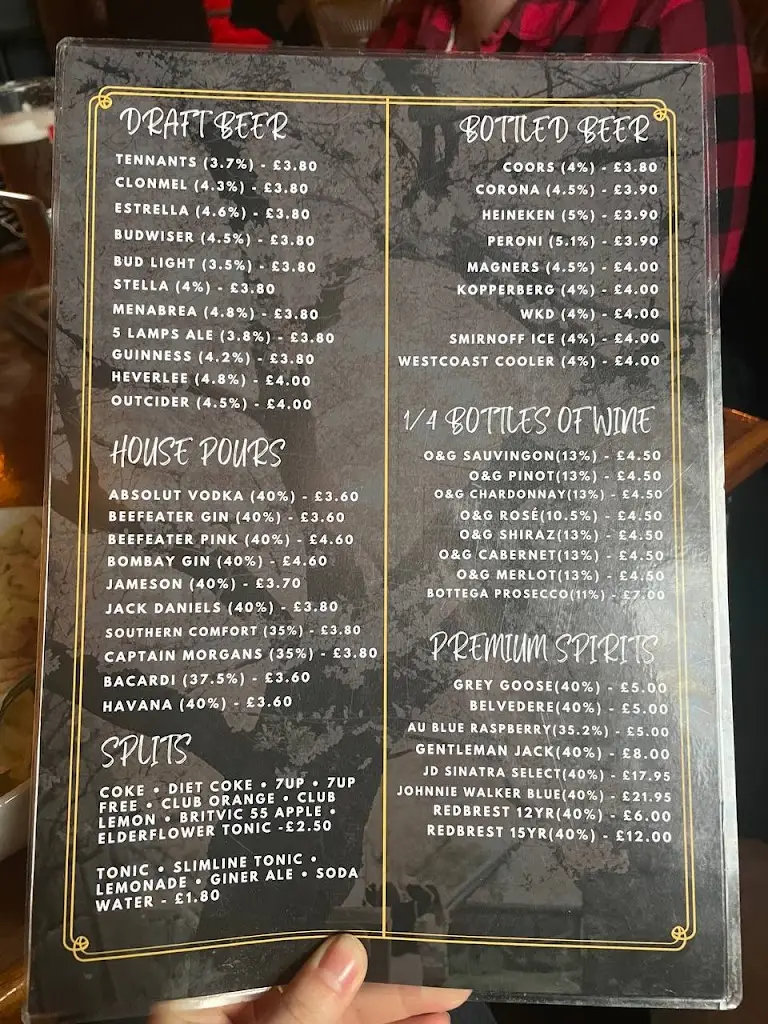 DRAFT BEER
TENNANTS (3.7%) - £3.80
CLONMEL (4.3%) - £3.80
ESTRELLA (4.6%) - £3.80
BUDWISER (4.5%) - £3.80
BUD LIGHT (3.5%) - £3.80
STELLA (4%) - £3.80
MENABREA (4.8%) - £3.80
5 LAMPS ALE (3.8%) - £3.80
GUINNESS (4.2%) - £3.80
HEVERLEE (4.8%) - £4.00
OUTCIDER (4.5%) - £4.00
HOUSE POURS
ABSOLUT VODKA (40%) - £3.60
BEEFEATER GIN (40%) - £3.60
BEEFEATER PINK (40%) - £4.60
BOMBAY GIN (40%) - £4.60
JAMESON (40%) - £3.70
JACK DANIELS (40%) - £3.80
SOUTHERN COMFORT (35%) - £3.80
CAPTAIN MORGANS (35%) - £3.80
BACARDI (37.5%) - £3.60
HAVANA (40%) - £3.60
SPLITS
COKE • DIET COKE • 7UP • 7UP
FREE • CLUB ORANGE • CLUB
LEMON • BRITVIC 55 APPLE •
ELDERFLOWER TONIC -£2.50
TONIC • SLIMLINE TONIC •
LEMONADE • GINER ALE • SODA
WATER - £1.80
BOTTLED BEER
COORS (4%) - £3.80
CORONA (4.5%) - £3.90
HEINEKEN (5%) - £3.90
PERONI (5.1%) - £3.90
MAGNERS (4.5%) - £4.00
KOPPERBERG (4%) - £4.00
WKD (4%) - £4.00
SMIRNOFF ICE (4%) - £4.00
WESTCOAST COOLER (4%) - £4.00
1/4 BOTTLES OF WINE
O&G SAUVINGON(13%) - £4.50
O&G PINOT(13%) - £4.50
O&G CHARDONNAY(13%) - £4.50
O&G ROSÉ(10.5%) - £4.50
O&G SHIRAZ(13%) - £4.50
O&G CABERNET(13%) - £4.50
O&G MERLOT(13%) - £4.50
BOTTEGA PROSECCO(11%) - £7.00
PREMIUM SPIRITS
GREY GOOSE(40%) - £5.00
BELVEDERE(40%) - £5.00
AU BLUE RASPBERRY(35.2%) - £5.00
GENTLEMAN JACK(40%) - £8.00
JD SINATRA SELECT(40%) - £17.95
JOHNNIE WALKER BLUE(40%) - £21.95
REDBREST 12YR(40%) - £6.00
REDBREST 15YR(40%) - £12.00